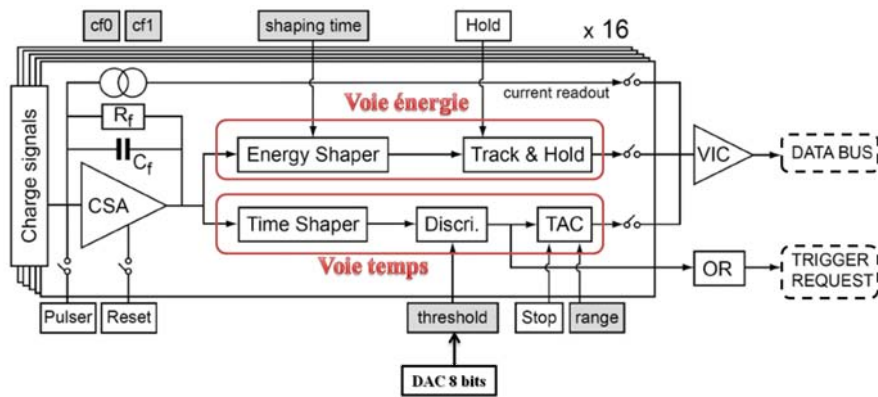 cf0 cf1 shaping time Hold x 16
current readout
Voie énergie
Rf
Cf
Charge signals
CSA
Energy Shaper Track & Hold
VIC
DATA BUS
Time Shaper Discri. TAC
Voie temps
OR
TRIGGER
REQUEST
Pulser Reset threshold Stop range
DAC 8 bits